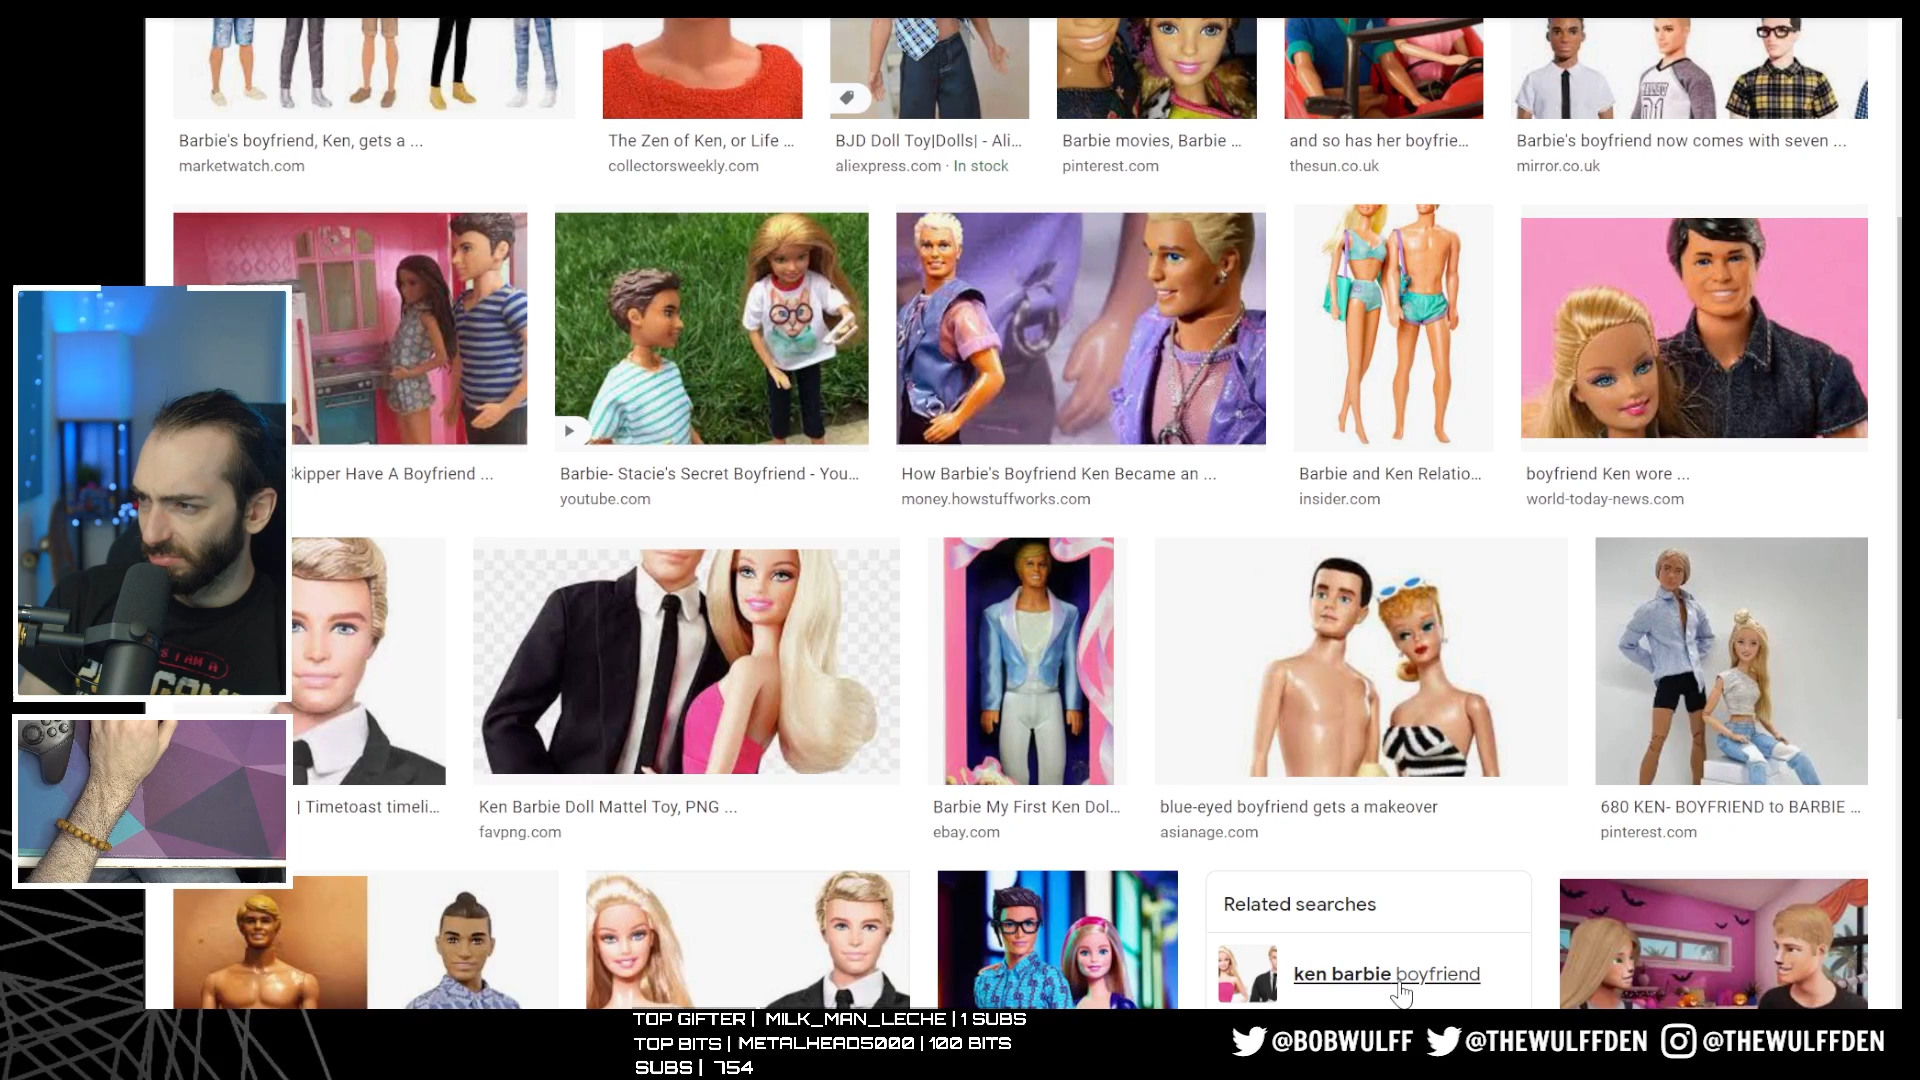 Barbie's boyfriend, Ken, gets a ...
marketwatch.com
The Zen of Ken, or Life ...
collectorsweekly.com
BJD Doll Toy|Dolls| - Ali...
aliexpress.com · In stock
Barbie movies, Barbie ...
pinterest.com
and so has her boyfrie...
thesun.co.uk
Barbie's boyfriend now comes with seven ...
mirror.co.uk
Skipper Have A Boyfriend ...
Barbie- Stacie's Secret Boyfriend - You...
youtube.com
How Barbie's Boyfriend Ken Became an ...
money.howstuffworks.com
Barbie and Ken Relatio...
insider.com
boyfriend Ken wore ...
world-today-news.com
| Timetoast timeli...
Ken Barbie Doll Mattel Toy, PNG ...
favpng.com
Barbie My First Ken Dol...
ebay.com
blue-eyed boyfriend gets a makeover
asianage.com
680 KEN- BOYFRIEND to BARBIE ...
pinterest.com
Related searches
ken barbie boyfriend
TOP GIFTER | MILK_MAN_LECHE | 1 SUBS
TOP BITS | METALHEAD5000 | 100 BITS
SUBS | 754
@BOBWULFF
@THEWULFFDEN
@THEWULFFDEN